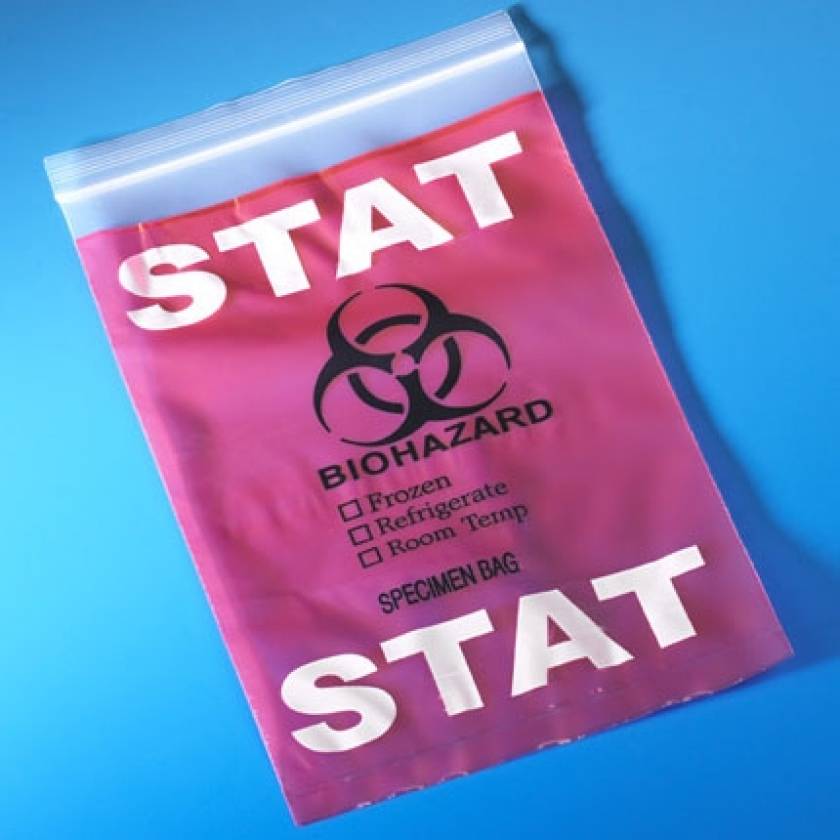 STAT
BIOHAZARD
Frozen
Refrigerate
Room Temp
SPECIMEN BAG
STAT